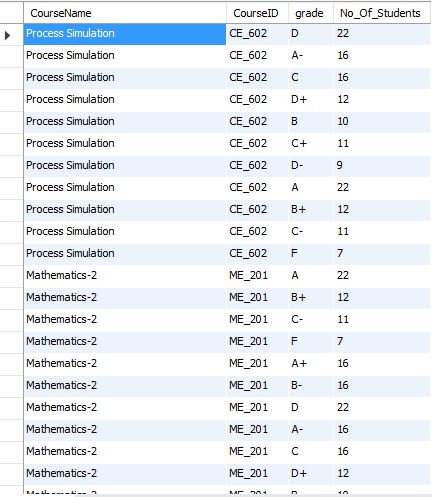 CourseName CourseID grade No_Of_Students
Process Simulation CE_602 D 22
Process Simulation CE_602 A- 16
Process Simulation CE_602 C 16
Process Simulation CE_602 D+ 12
Process Simulation CE_602 B 10
Process Simulation CE_602 C+ 11
Process Simulation CE_602 D- 9
Process Simulation CE_602 A 22
Process Simulation CE_602 B+ 12
Process Simulation CE_602 C- 11
Process Simulation CE_602 F 7
Mathematics-2 ME_201 A 22
Mathematics-2 ME_201 B+ 12
Mathematics-2 ME_201 C- 11
Mathematics-2 ME_201 F 7
Mathematics-2 ME_201 A+ 16
Mathematics-2 ME_201 B- 16
Mathematics-2 ME_201 D 22
Mathematics-2 ME_201 A- 16
Mathematics-2 ME_201 C 16
Mathematics-2 ME_201 D+ 12
Mathematics-2 ME_201 B 10